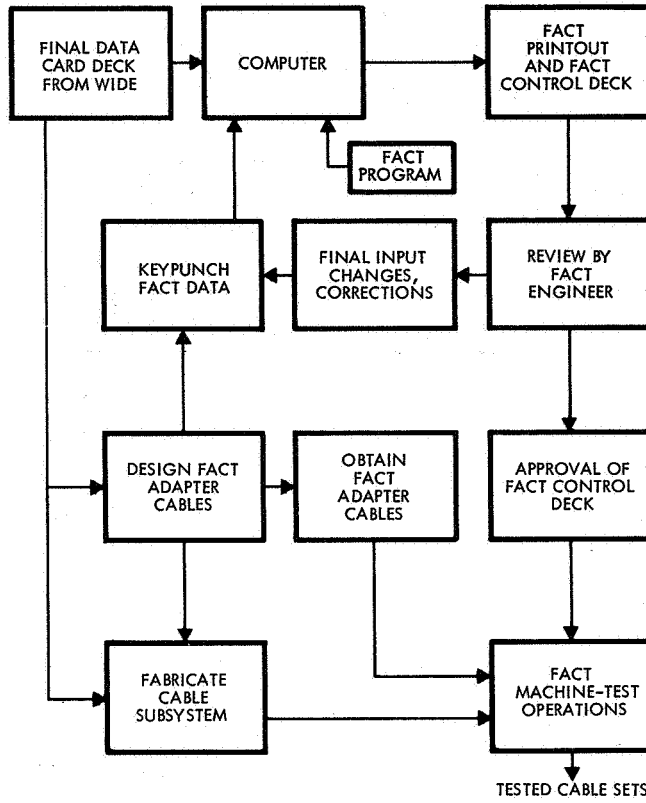 FINAL DATA
CARD DECK
FROM WIDE
COMPUTER
FACT
PRINTOUT
AND FACT
CONTROL DECK
FACT
PROGRAM
KEYPUNCH
FACT DATA
FINAL INPUT
CHANGES,
CORRECTIONS
REVIEW BY
FACT
ENGINEER
DESIGN FACT
ADAPTER
CABLES
OBTAIN
FACT
ADAPTER
CABLES
APPROVAL OF
FACT CONTROL
DECK
FABRICATE
CABLE
SUBSYSTEM
FACT
MACHINE-TEST
OPERATIONS
TESTED CABLE SETS